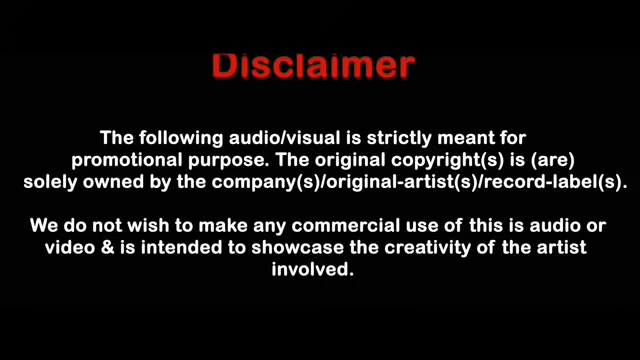 Disclaimer
The following audio/visual is strictly meant for
promotional purpose. The original copyright(s) is (are)
solely owned by the company(s)/original-artist(s)/record-label(s).
We do not wish to make any commercial use of this is audio or
video & is intended to showcase the creativity of the artist
involved.